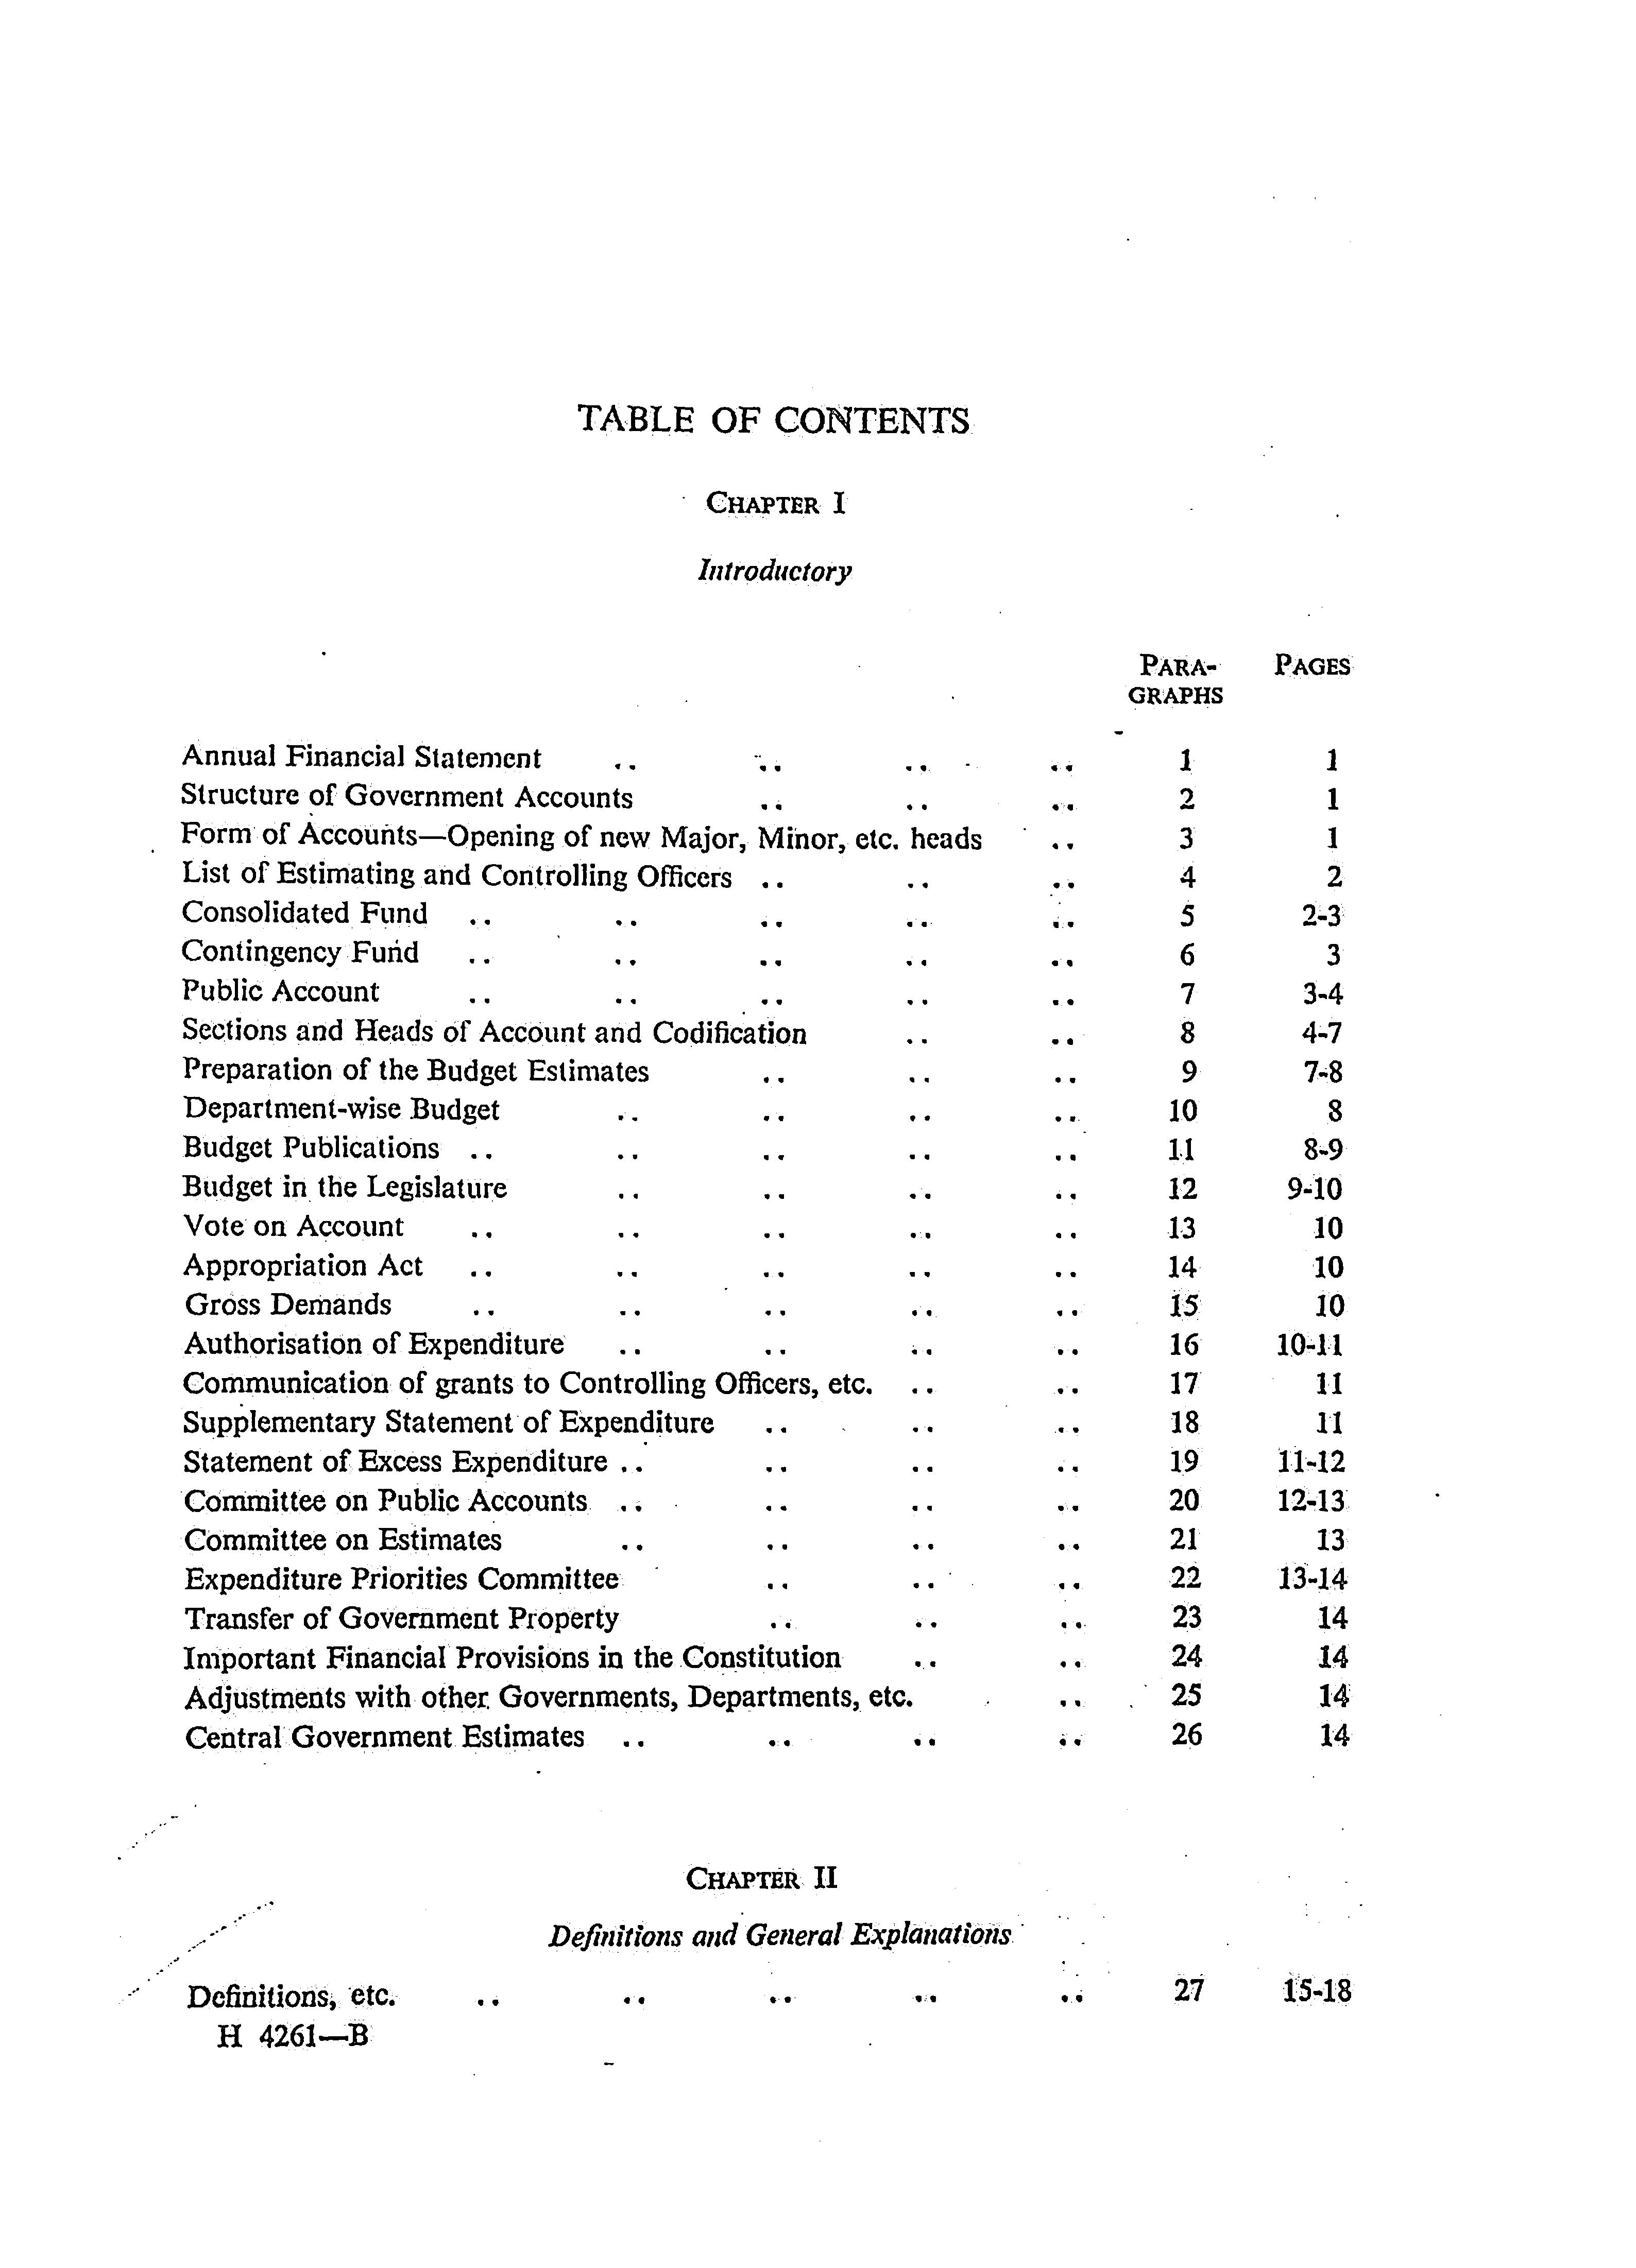 TABLE OF CONTENTS
CHAPTER I
Introductory
PARA- PAGES
GRAPHS
Annual Financial Statement .. .. .. .. 1 1
Structure of Government Accounts .. .. .. 2 1
Form of Accounts—Opening of new Major, Minor, etc. heads .. 3 1
List of Estimating and Controlling Officers .. .. .. 4 2
Consolidated Fund .. .. .. .. .. 5 2-3
Contingency Fund .. .. .. .. .. 6 3
Public Account .. .. .. .. .. 7 3-4
Sections and Heads of Account and Codification .. .. 8 4-7
Preparation of the Budget Estimates .. .. .. 9 7-8
Department-wise Budget .. .. .. .. 10 8
Budget Publications .. .. .. .. .. 11 8-9
Budget in the Legislature .. .. .. .. 12 9-10
Vote on Account .. .. .. .. .. 13 10
Appropriation Act .. .. .. .. .. 14 10
Gross Demands .. .. .. .. .. 15 10
Authorisation of Expenditure .. .. .. .. 16 10-11
Communication of grants to Controlling Officers, etc. .. .. 17 11
Supplementary Statement of Expenditure .. .. .. 18 11
Statement of Excess Expenditure .. .. .. .. 19 11-12
Committee on Public Accounts .. .. .. .. 20 12-13
Committee on Estimates .. .. .. .. 21 13
Expenditure Priorities Committee .. .. .. 22 13-14
Transfer of Government Property .. .. .. 23 14
Important Financial Provisions in the Constitution .. .. 24 14
Adjustments with other Governments, Departments, etc. .. 25 14
Central Government Estimates .. .. .. .. 26 14
CHAPTER II
Definitions and General Explanations
Definitions, etc. .. .. .. .. .. 27 15-18
H 4261—B